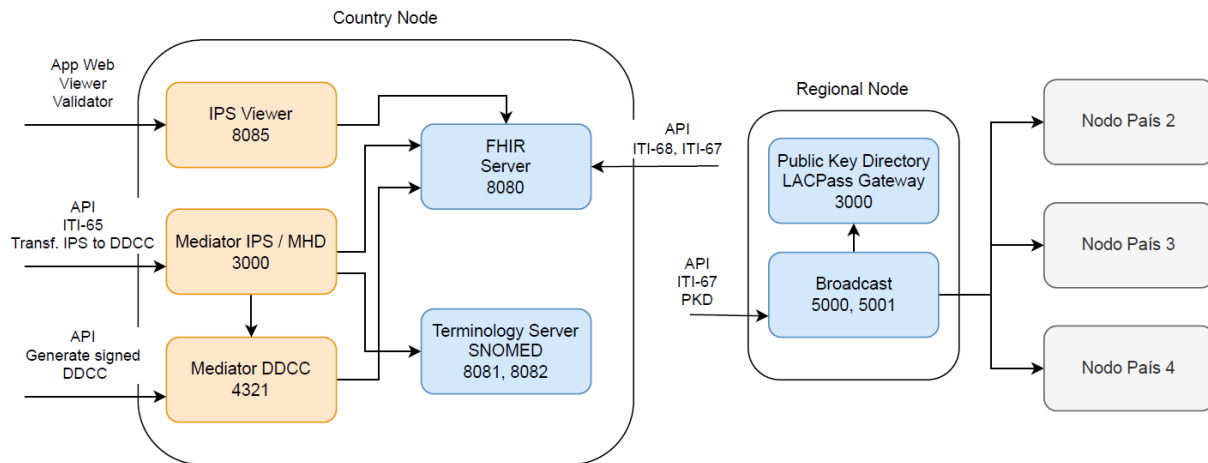 Country Node
App Web
Viewer
Validator
IPS Viewer
8085
FHIR
Server
8080
API
ITI-68, ITI-67
API
ITI-65
Transf. IPS to DDCC
Mediator IPS / MHD
3000
API
Generate signed
DDCC
Mediator DDCC
4321
Terminology Server
SNOMED
8081, 8082
Regional Node
Public Key Directory
LACPass Gateway
3000
API
ITI-67
PKD
Broadcast
5000, 5001
Nodo País 2
Nodo País 3
Nodo País 4